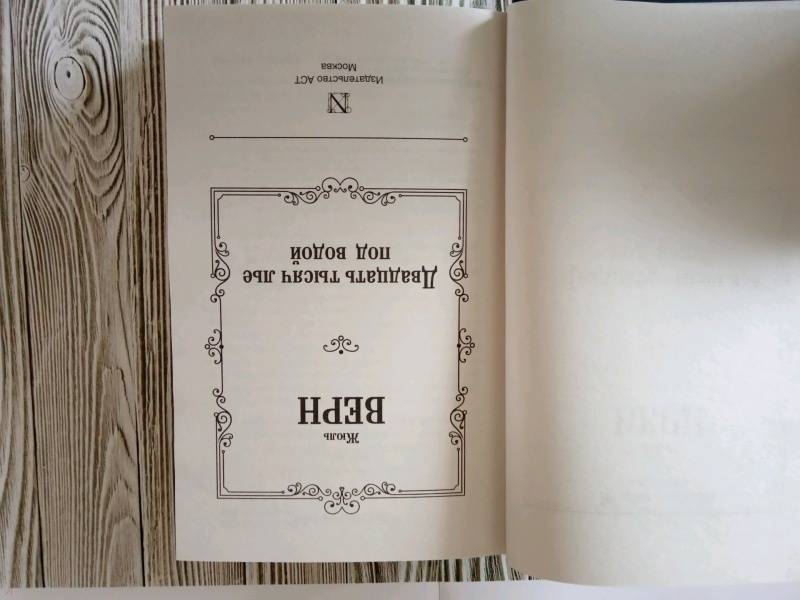 Жюль
ВЕРН
Двадцать тысяч лье
под водой
N
Издательство АСТ
Москва